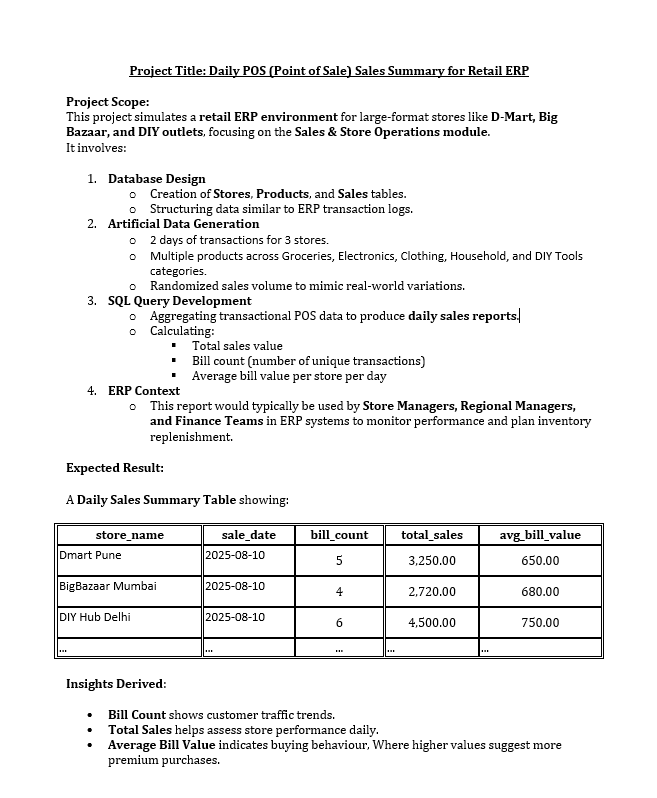 Project Title: Daily POS (Point of Sale) Sales Summary for Retail ERP
Project Scope:
This project simulates a retail ERP environment for large-format stores like D-Mart, Big
Bazaar, and DIY outlets, focusing on the Sales & Store Operations module.
It involves:
1. Database Design
o Creation of Stores, Products, and Sales tables.
o Structuring data similar to ERP transaction logs.
2. Artificial Data Generation
o 2 days of transactions for 3 stores.
o Multiple products across Groceries, Electronics, Clothing, Household, and DIY Tools
categories.
o Randomized sales volume to mimic real-world variations.
3. SQL Query Development
o Aggregating transactional POS data to produce daily sales reports.
o Calculating:
▪ Total sales value
▪ Bill count (number of unique transactions)
▪ Average bill value per store per day
4. ERP Context
o This report would typically be used by Store Managers, Regional Managers,
and Finance Teams in ERP systems to monitor performance and plan inventory
replenishment.
Expected Result:
A Daily Sales Summary Table showing:
store_name sale_date bill_count total_sales avg_bill_value
Dmart Pune 2025-08-10 5 3,250.00 650.00
BigBazaar Mumbai 2025-08-10 4 2,720.00 680.00
DIY Hub Delhi 2025-08-10 6 4,500.00 750.00
... ... ... ... ...
Insights Derived:
• Bill Count shows customer traffic trends.
• Total Sales helps assess store performance daily.
• Average Bill Value indicates buying behaviour, Where higher values suggest more
premium purchases.